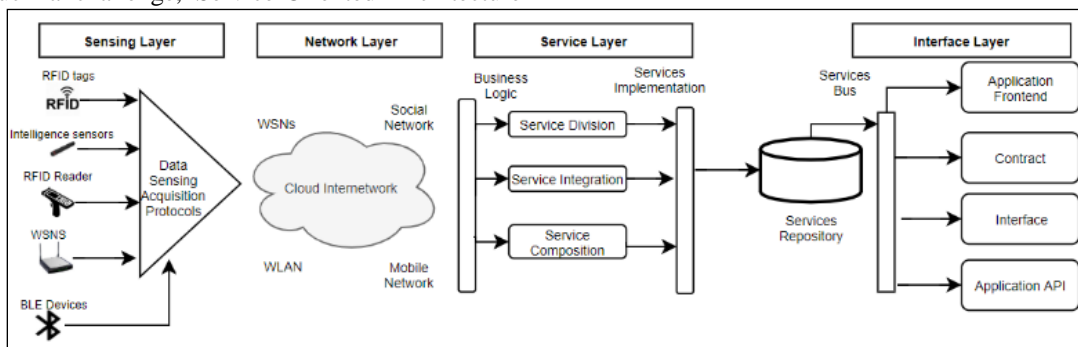 Sensing Layer
Network Layer
Service Layer
Interface Layer
RFID tags
RFID
Intelligence sensors
RFID Reader
WSNS
BLE Devices
Data
Sensing
Acquisition
Protocols
WSNs
Social
Network
Cloud Internetwork
WLAN
Mobile
Network
Business
Logic
Services
Implementation
Service Division
Service Integration
Service
Composition
Services
Repository
Services
Bus
Application
Frontend
Contract
Interface
Application API